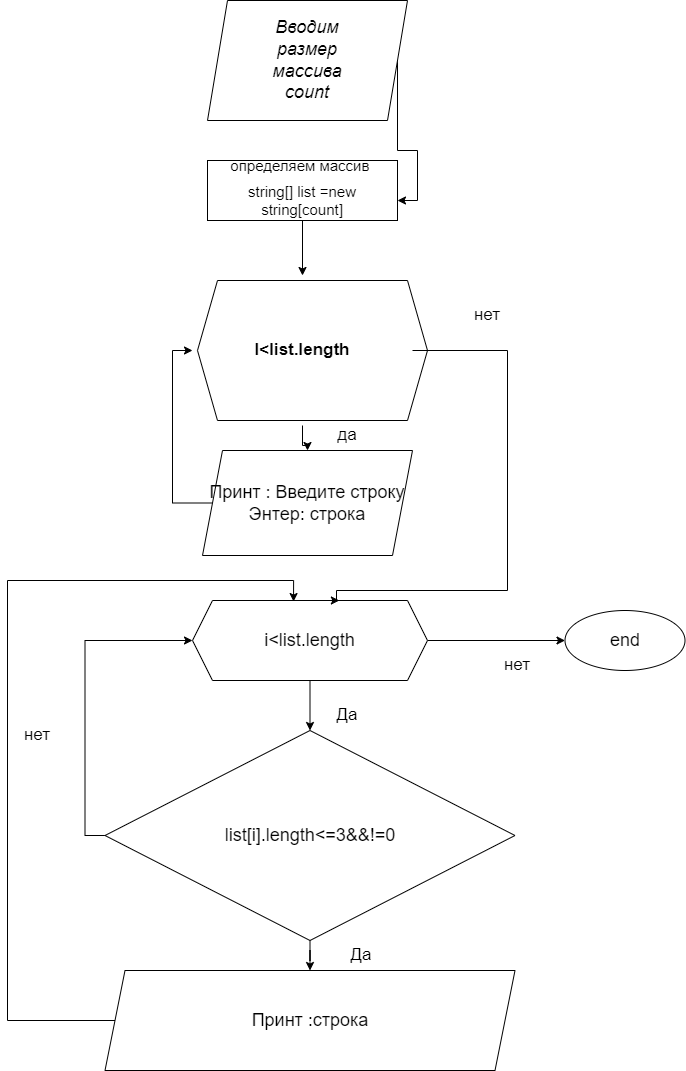 Вводим
размер
массива
count
определяем массив
string[] list =new
string[count]
I<list.length
нет
да
Принт : Введите строку
Энтер: строка
i<list.length
end
нет
Да
нет
list[i].length<=3&&!=0
Да
Принт :строка